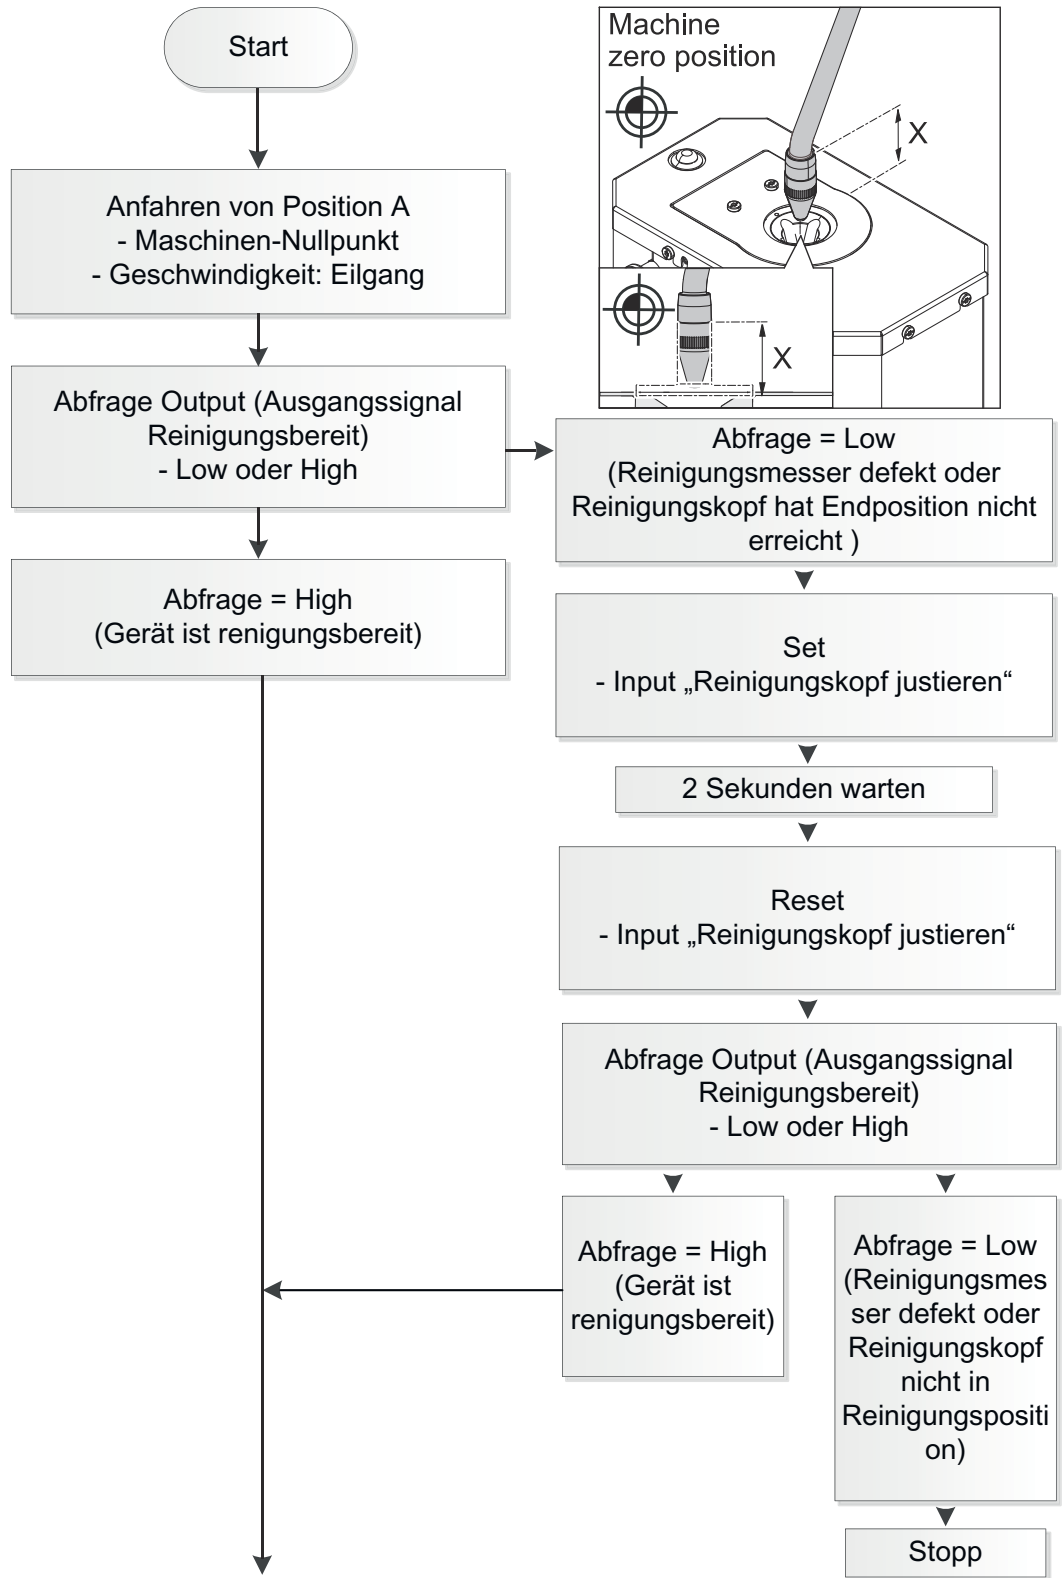 Start
Machine
zero position
X
X
Anfahren von Position A
- Maschinen-Nullpunkt
- Geschwindigkeit: Eilgang
Abfrage Output (Ausgangssignal
Reinigungsbereit)
- Low oder High
Abfrage = High
(Gerät ist renigungsbereit)
Abfrage = Low
(Reinigungsmesser defekt oder
Reinigungskopf hat Endposition nicht
erreicht )
Set
- Input „Reinigungskopf justieren“
2 Sekunden warten
Reset
- Input „Reinigungskopf justieren“
Abfrage Output (Ausgangssignal
Reinigungsbereit)
- Low oder High
Abfrage = High
(Gerät ist
renigungsbereit)
Abfrage = Low
(Reinigungsmes
ser defekt oder
Reinigungskopf
nicht in
Reinigungspositi
on)
Stopp